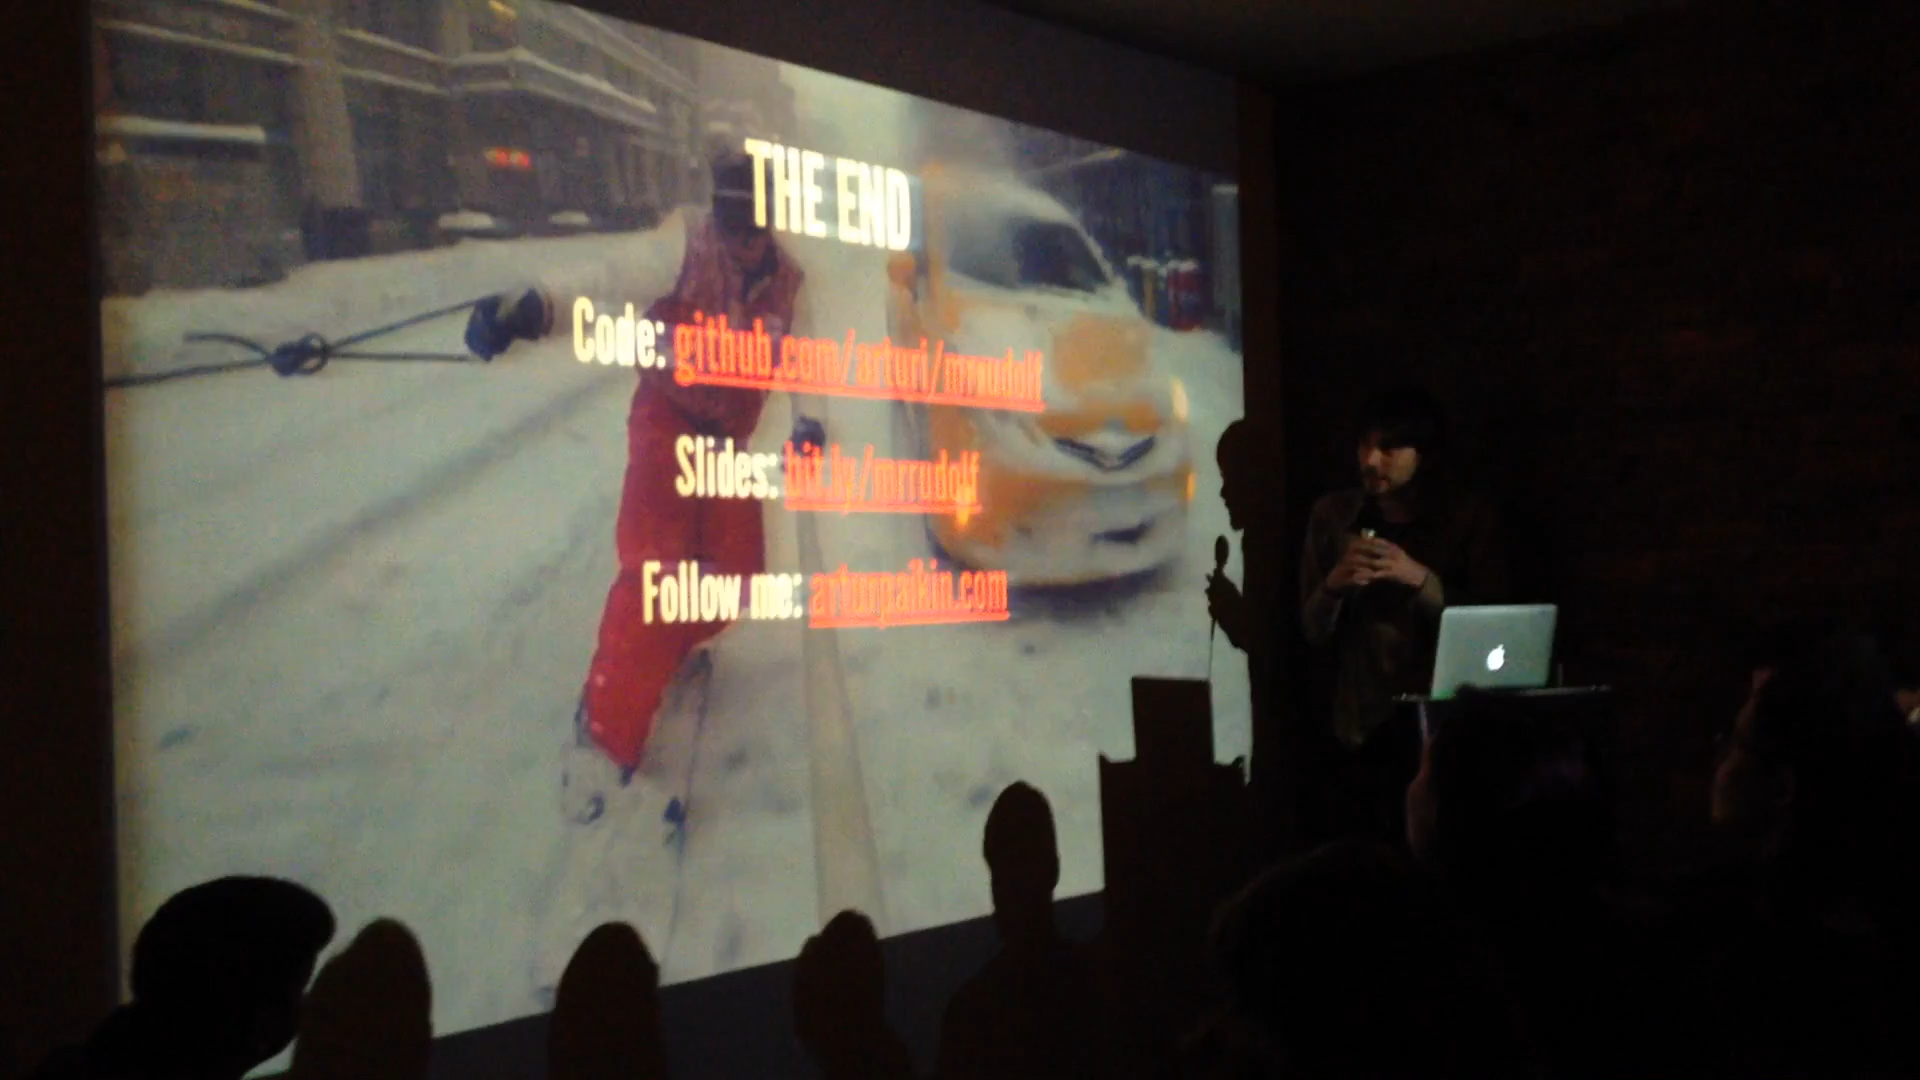 THE END
Code: github.com/arturi/mrrudolf
Slides: bit.ly/mrrudolf
Follow me: arturpaikin.com